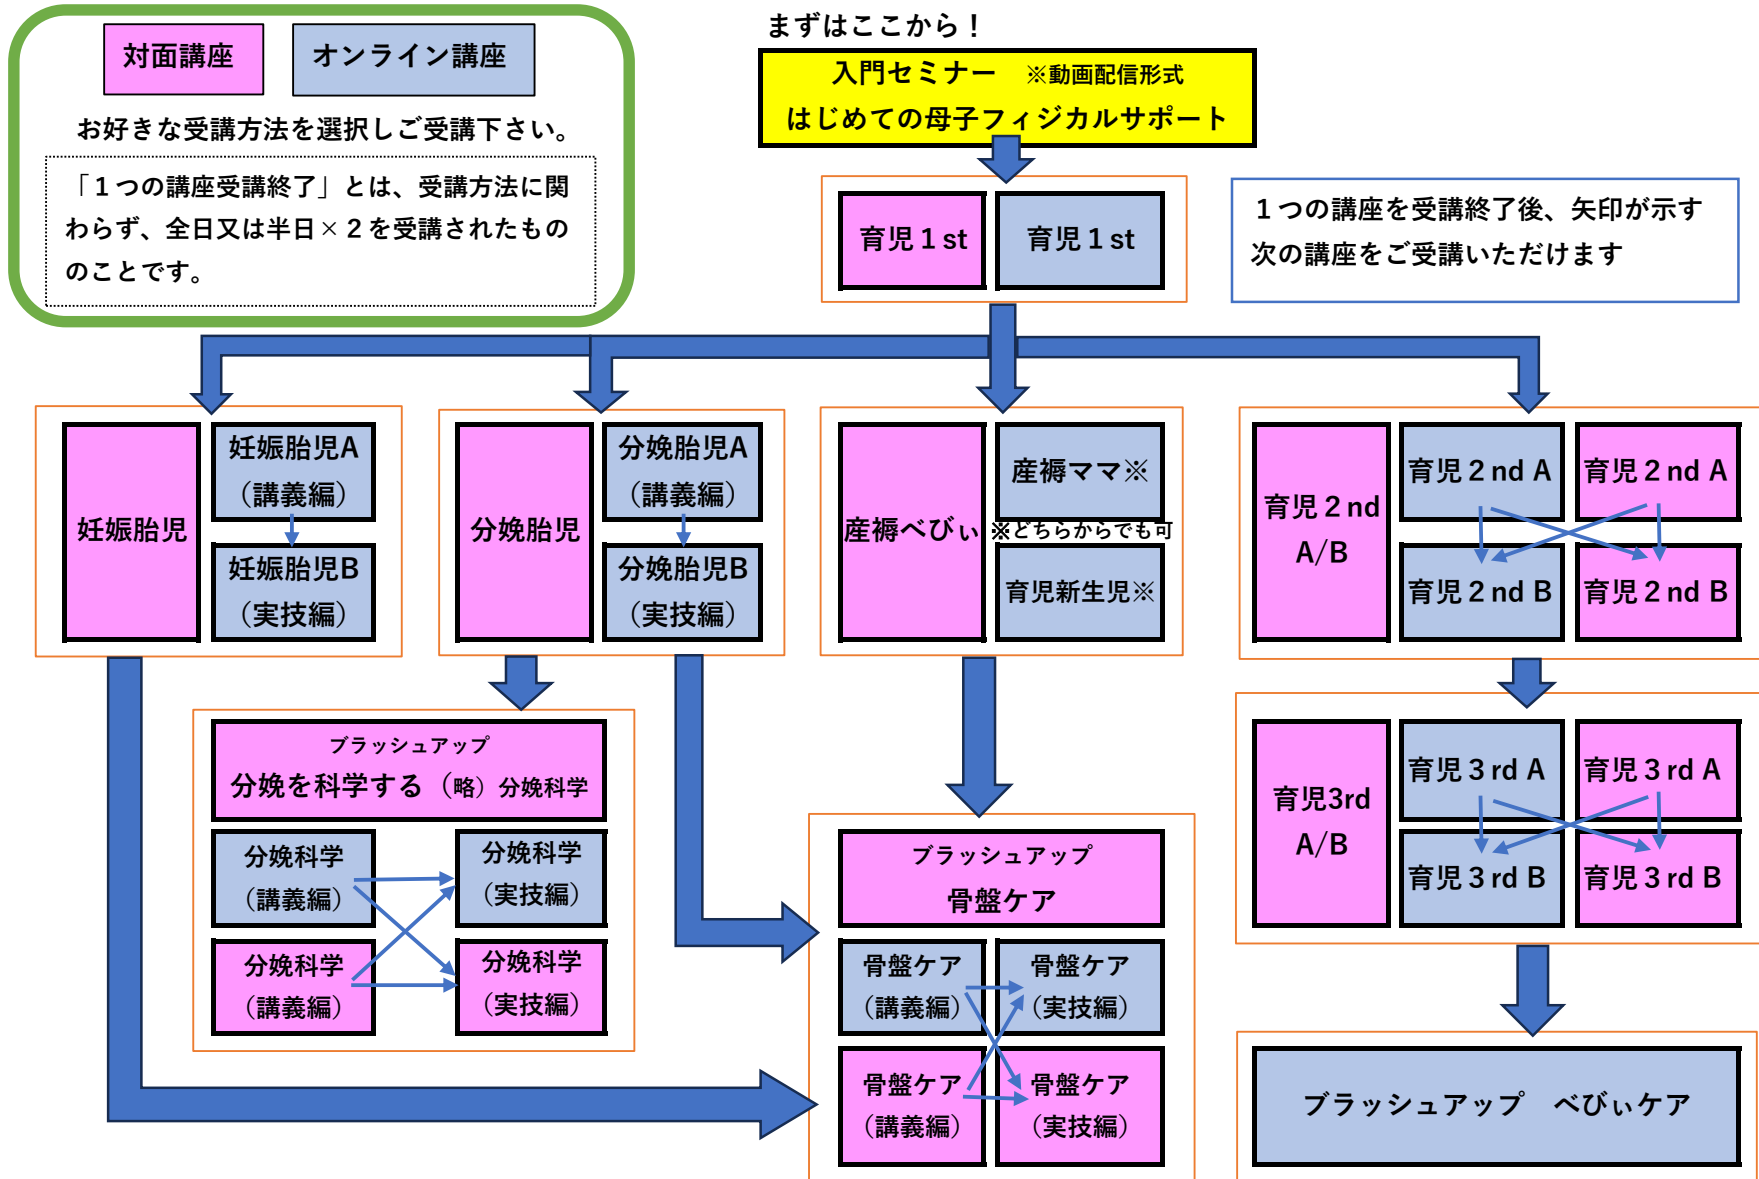 対面講座
オンライン講座
お好きな受講方法を選択しご受講下さい。
「１つの講座受講終了」とは、受講方法に関
わらず、全日又は半日×２を受講されたもの
のことです。
まずはここから！
入門セミナー　※動画配信形式
はじめての母子フィジカルサポート
育児１st
育児１st
１つの講座を受講終了後、矢印が示す
次の講座をご受講いただけます
妊娠胎児
妊娠胎児A
（講義編）
妊娠胎児B
（実技編）
分娩胎児
分娩胎児A
（講義編）
分娩胎児B
（実技編）
産褥べびぃ
産褥ママ※
※どちらからでも可
育児新生児※
育児２nd
A/B
育児２nd A
育児２nd A
育児２nd B
育児２nd B
ブラッシュアップ
分娩を科学する（略）分娩科学
分娩科学
（講義編）
分娩科学
（実技編）
分娩科学
（講義編）
分娩科学
（実技編）
ブラッシュアップ
骨盤ケア
骨盤ケア
（講義編）
骨盤ケア
（実技編）
骨盤ケア
（講義編）
骨盤ケア
（実技編）
育児3rd
A/B
育児３rd A
育児３rd A
育児３rd B
育児３rd B
ブラッシュアップ　べびぃケア